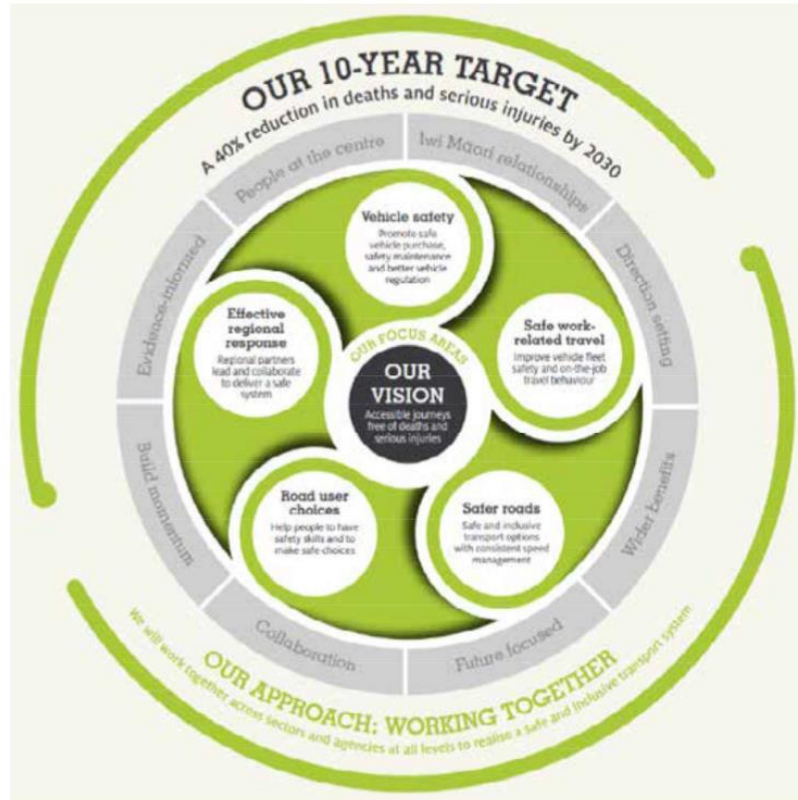 OUR 10-YEAR TARGET
A 40% reduction in deaths and serious injuries by 2030
People at the centre
Iwi Māori relationships
Direction setting
Wider benefits
Future focused
Collaboration
Build momentum
Evidence-informed
Vehicle safety
Promote safe
vehicle purchase,
safety maintenance
and better vehicle
regulation
Effective
regional
response
Regional partners
lead and collaborate
to deliver a safe
system
Safe work-
related travel
Improve vehicle fleet
safety and on-the-job
travel behaviour
OUR FOCUS AREAS
OUR
VISION
Accessible journeys
free of deaths and
serious injuries
Road user
choices
Help people to have
safety skills and to
make safe choices
Safer roads
Safe and inclusive
transport options
with consistent speed
management
OUR APPROACH: WORKING TOGETHER
We will work together across sectors and agencies at all levels to realise a safe and inclusive transport system